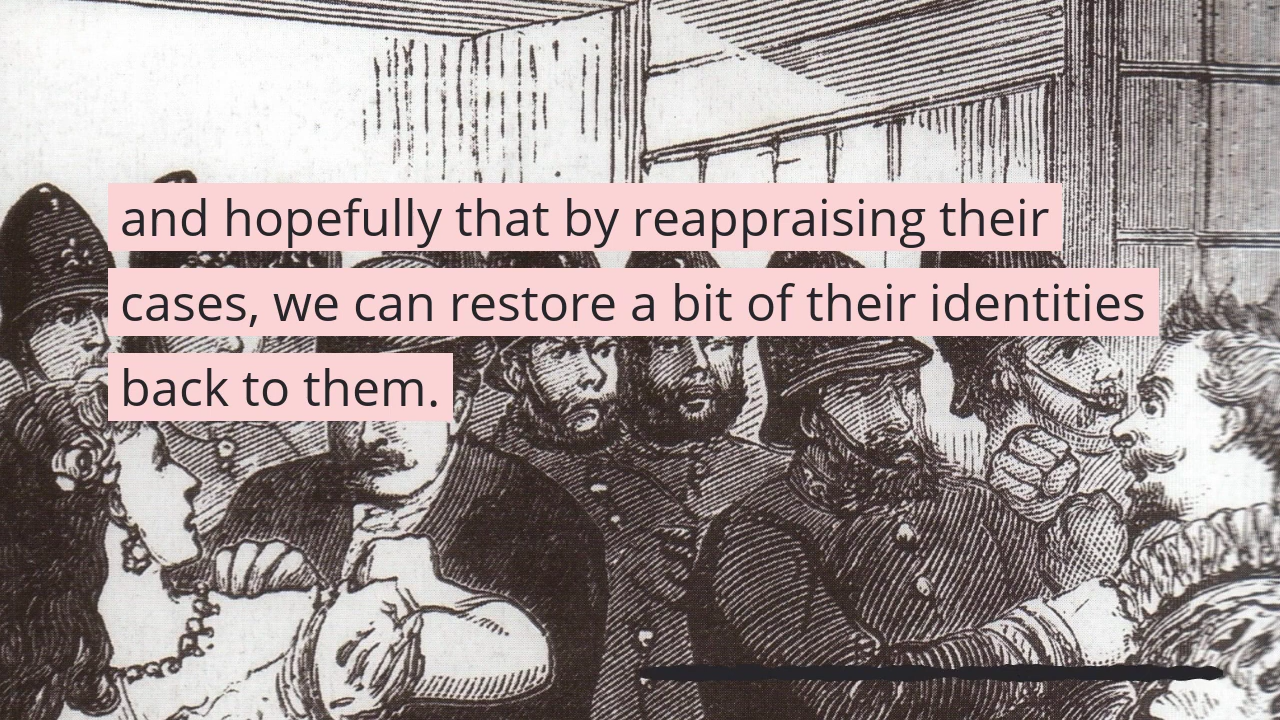 and hopefully that by reappraising their
cases, we can restore a bit of their identities
back to them.